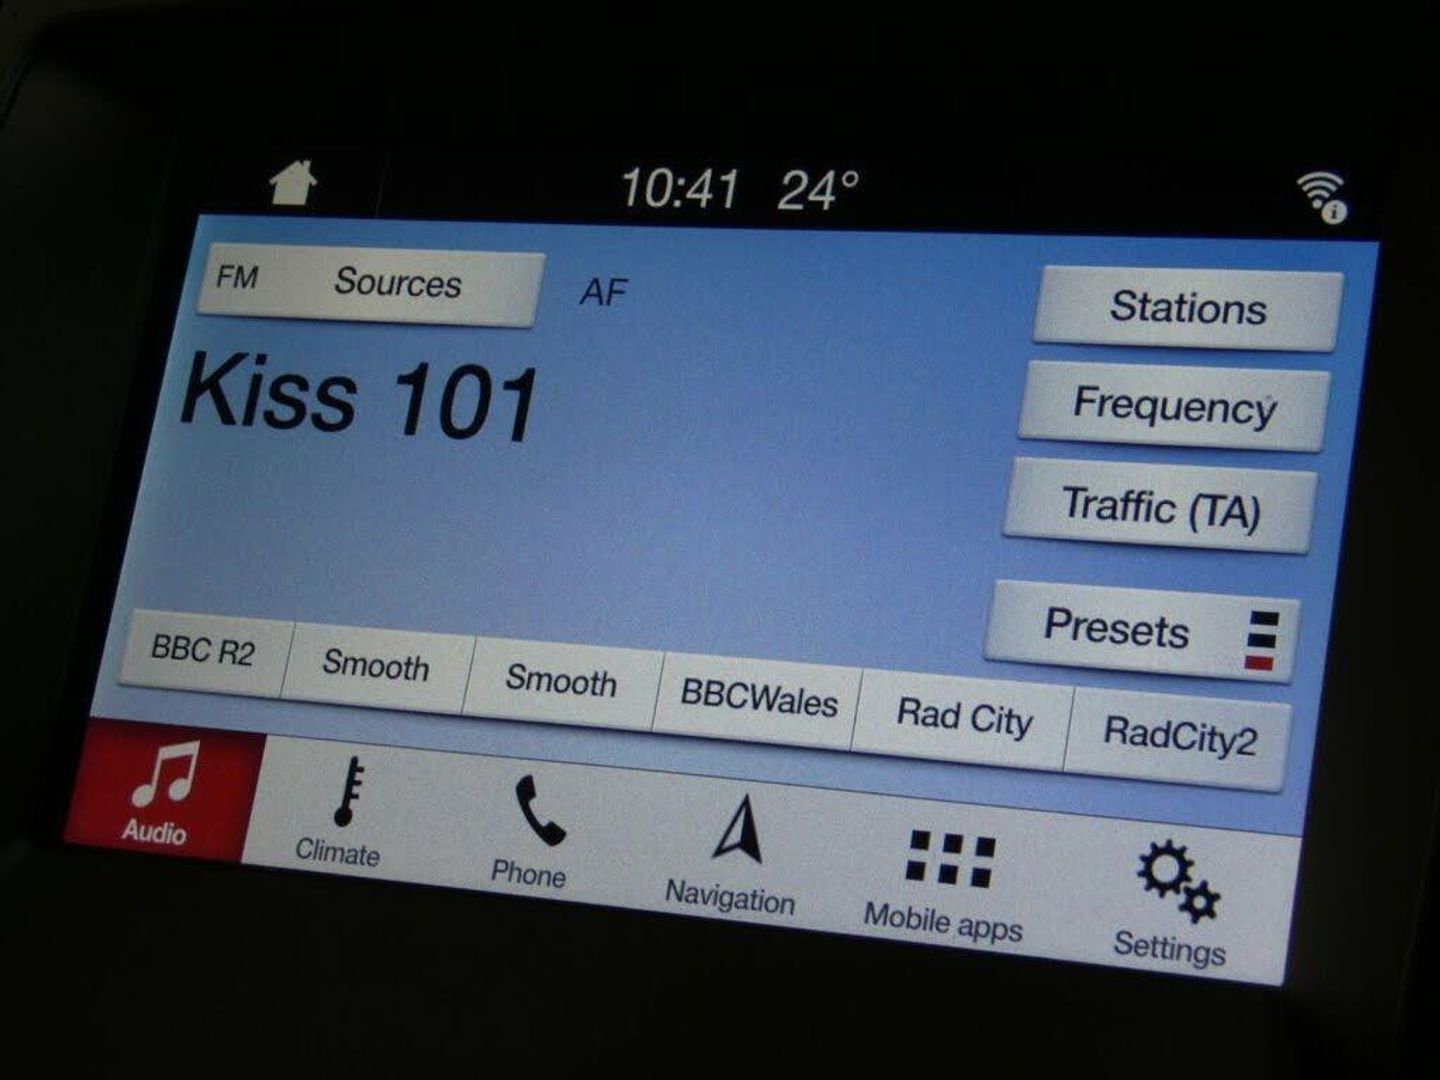 10:41 24°
FM Sources AF
Stations
Kiss 101
Frequency
Traffic (TA)
Presets
BBC R2 Smooth Smooth BBCWales Rad City RadCity2
Audio Climate Phone Navigation Mobile apps Settings